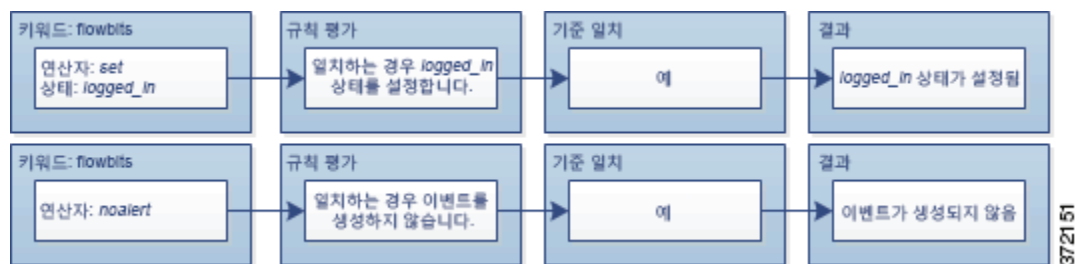 키워드: flowbits
연산자: set
상태: logged_in
규칙 평가
일치하는 경우 logged_in
상태를 설정합니다.
기준 일치
예
결과
logged_in 상태가 설정됨
키워드: flowbits
연산자: noalert
규칙 평가
일치하는 경우 이벤트를
생성하지 않습니다.
기준 일치
예
결과
이벤트가 생성되지 않음
372151